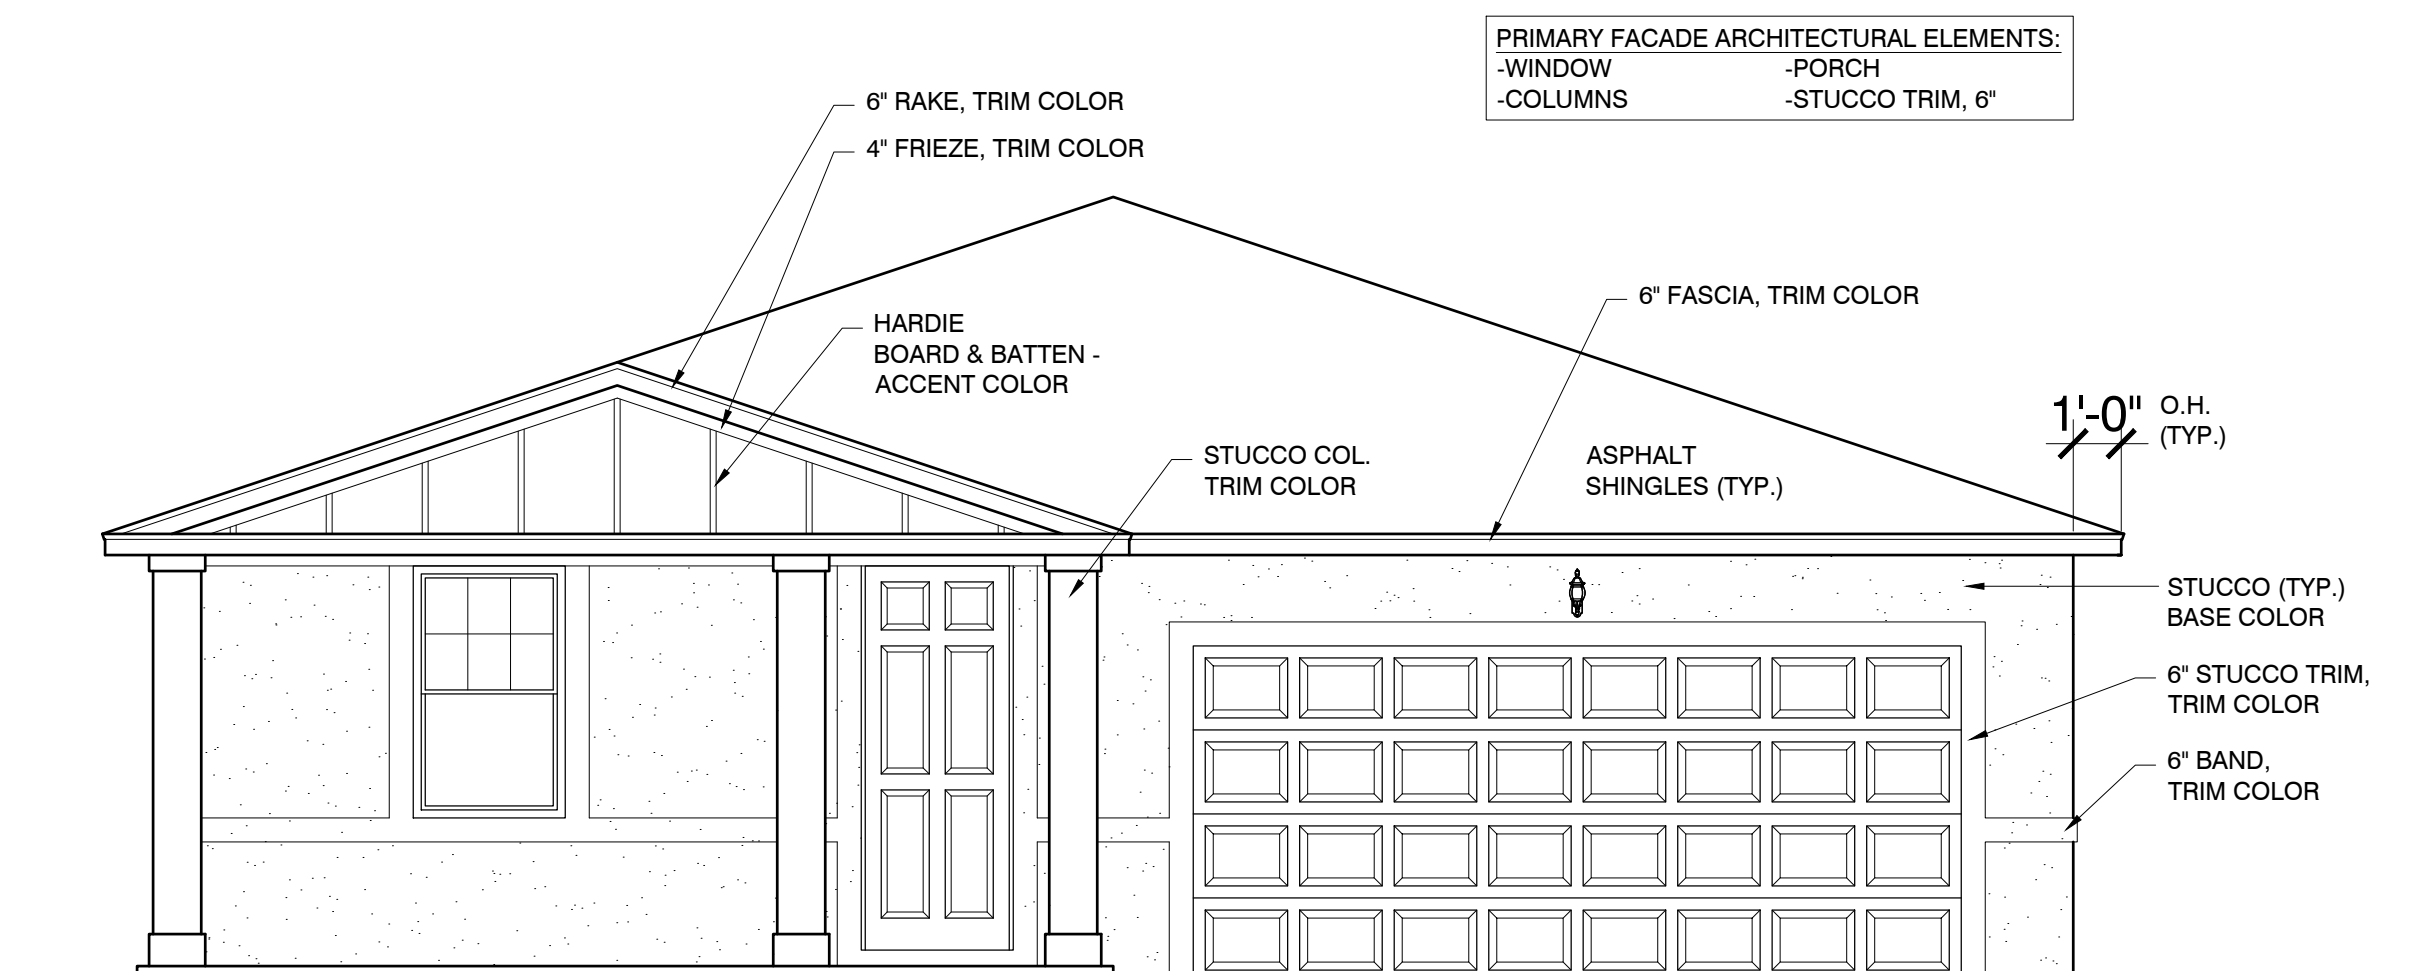 PRIMARY FACADE ARCHITECTURAL ELEMENTS:
-WINDOW -PORCH
-COLUMNS -STUCCO TRIM, 6"
6" RAKE, TRIM COLOR
4" FRIEZE, TRIM COLOR
HARDIE
BOARD & BATTEN -
ACCENT COLOR
6" FASCIA, TRIM COLOR
1'-0" O.H.
(TYP.)
STUCCO COL.
TRIM COLOR
ASPHALT
SHINGLES (TYP.)
STUCCO (TYP.)
BASE COLOR
6" STUCCO TRIM,
TRIM COLOR
6" BAND,
TRIM COLOR